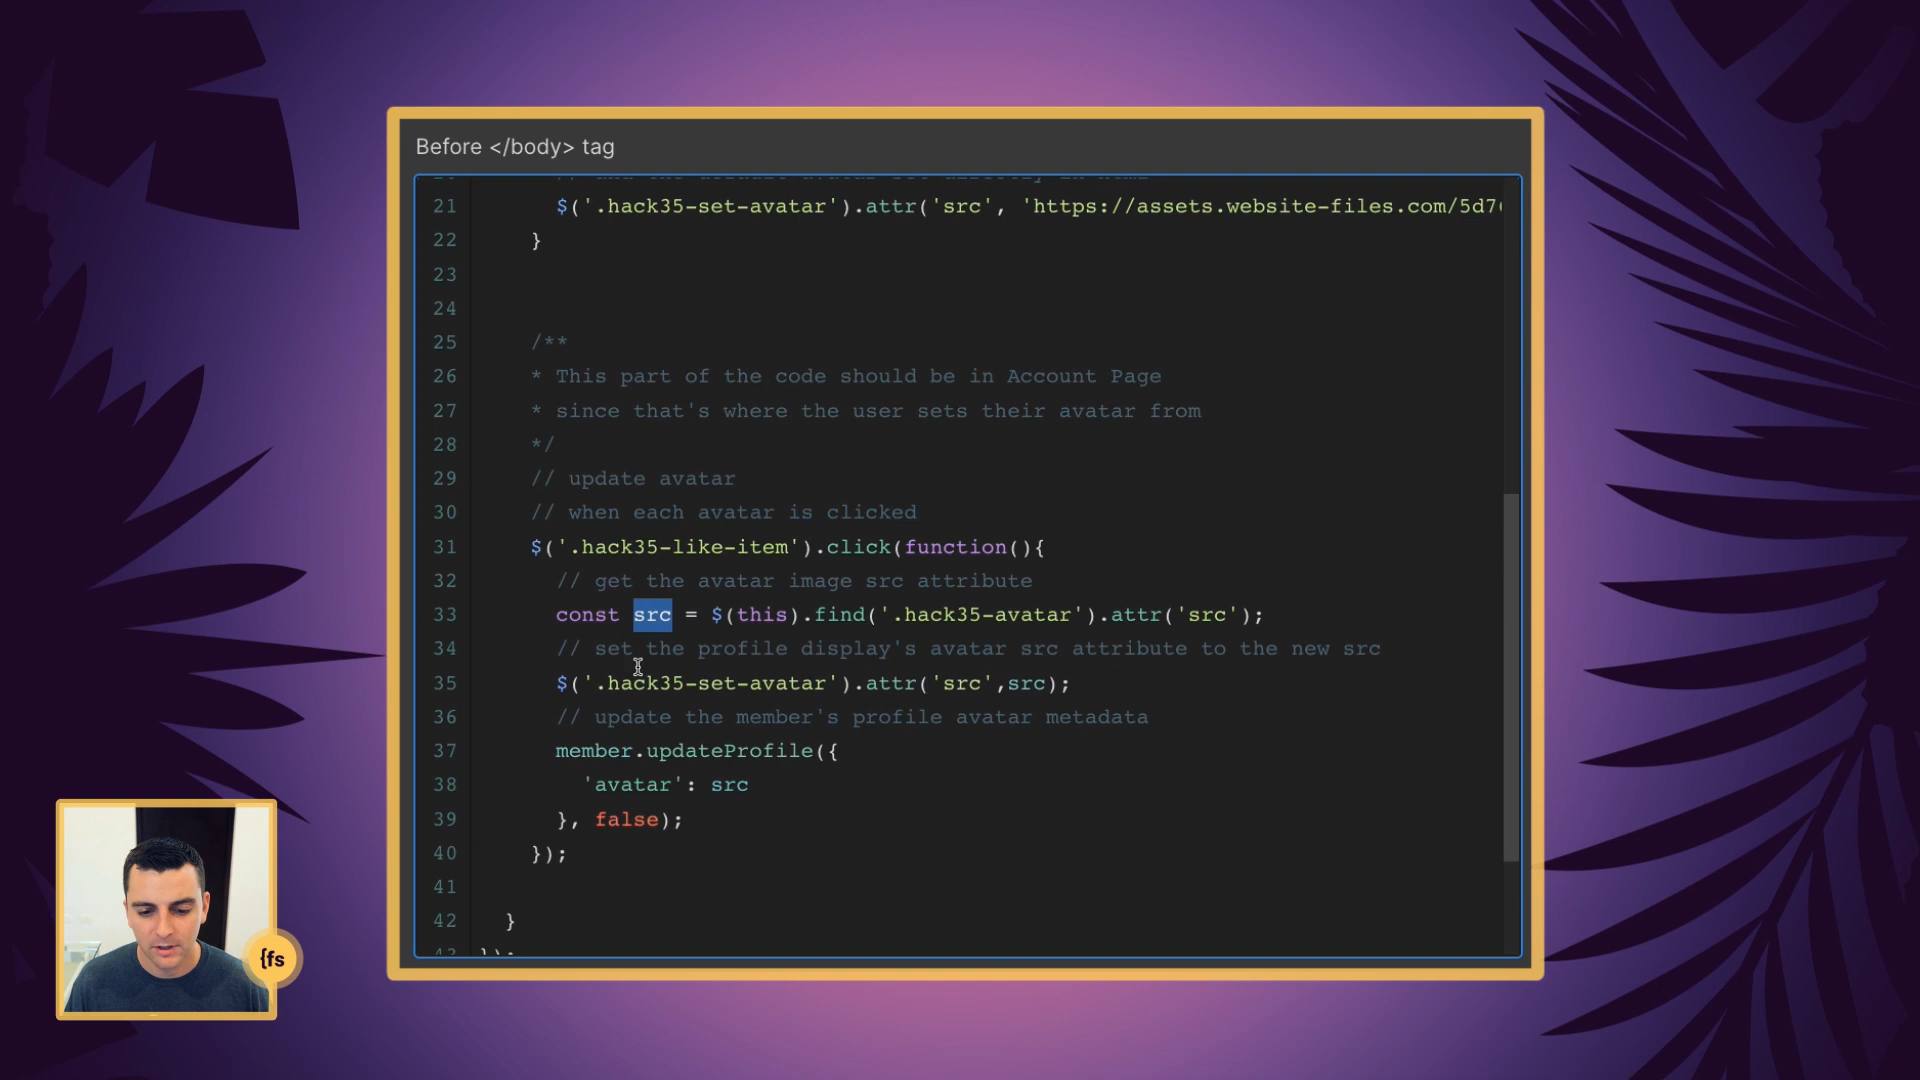 Before </body> tag
21 $('.hack35-set-avatar').attr('src', 'https://assets.website-files.com/5d7
22 }
23
24
25 /**
26 * This part of the code should be in Account Page
27 * since that's where the user sets their avatar from
28 */
29 // update avatar
30 // when each avatar is clicked
31 $('.hack35-like-item').click(function(){
32 // get the avatar image src attribute
33 const src = $(this).find('.hack35-avatar').attr('src');
34 // set the profile display's avatar src attribute to the new src
35 $('.hack35-set-avatar').attr('src',src);
36 // update the member's profile avatar metadata
37 member.updateProfile({
38 'avatar': src
39 }, false);
40 });
41
42 }
{fs